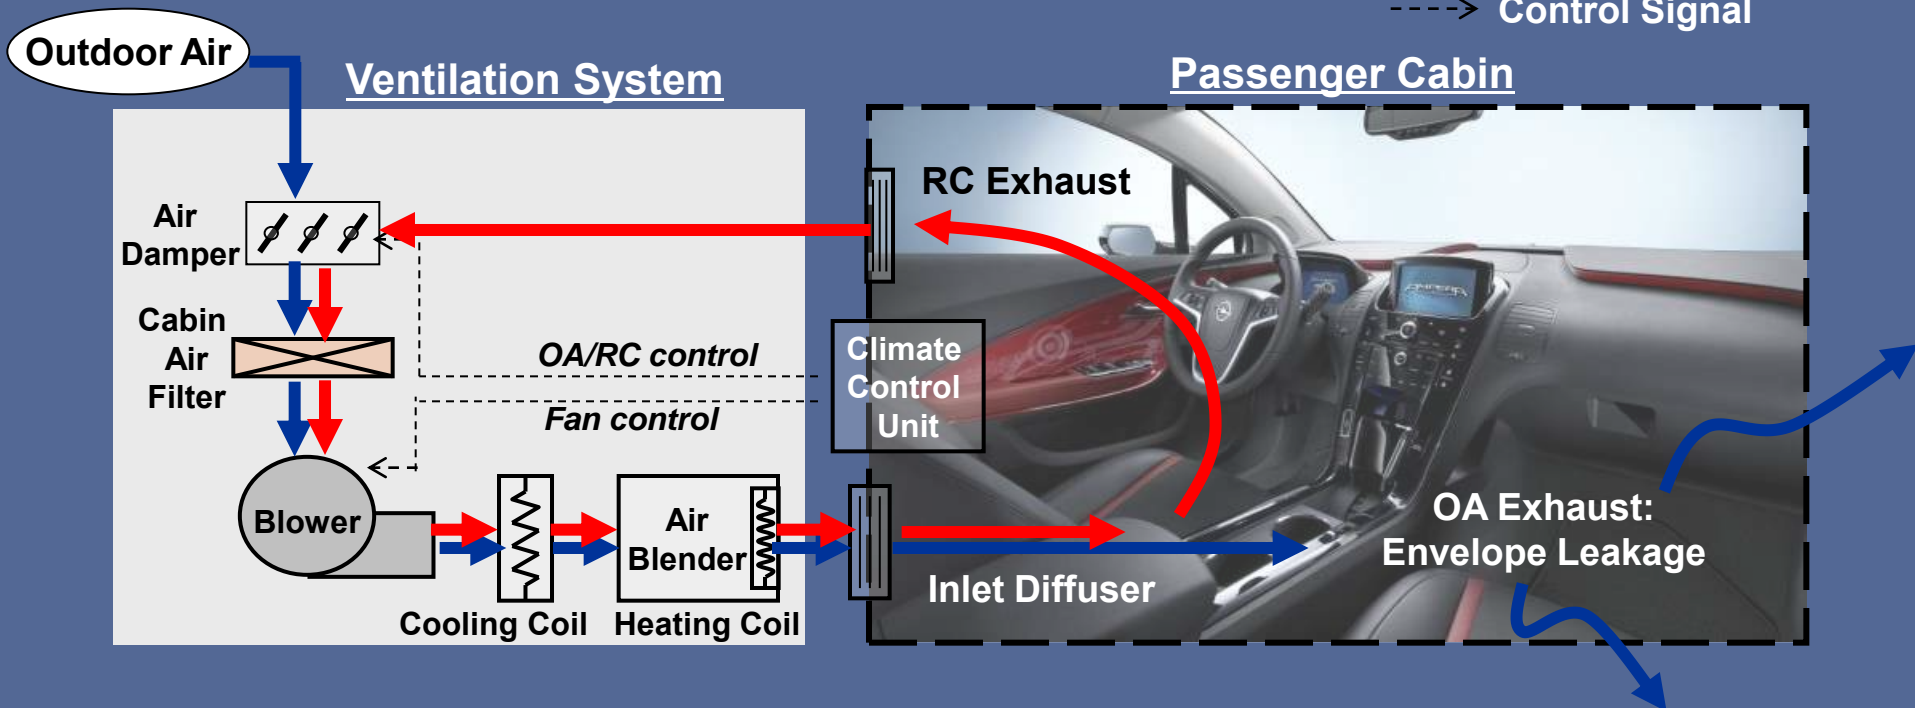 Control Signal
Outdoor Air
Ventilation System
Passenger Cabin
RC Exhaust
Air
Damper
Cabin
Air
Filter
OA/RC control
Fan control
Climate
Control
Unit
Blower
Air
Blender
Cooling Coil
Heating Coil
Inlet Diffuser
OA Exhaust:
Envelope Leakage
AMPERA